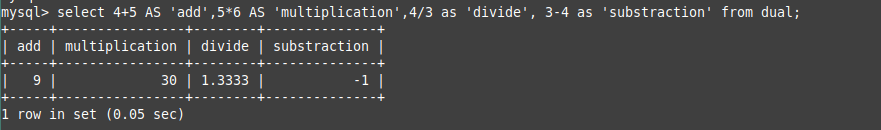 mysql> select 4+5 AS 'add',5*6 AS 'multiplication',4/3 as 'divide', 3-4 as 'substraction' from dual;
+-----+----------------+--------+--------------+
| add | multiplication | divide | substraction |
+-----+----------------+--------+--------------+
|   9 |             30 | 1.3333 |           -1 |
+-----+----------------+--------+--------------+
1 row in set (0.05 sec)